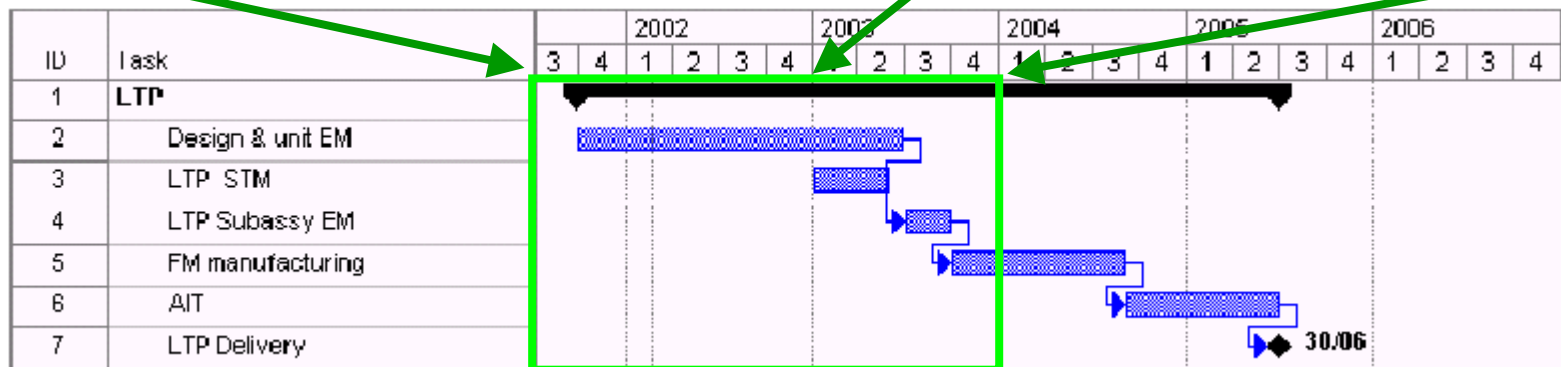 2002 2003 2004 2005 2006
ID Task 3 4 1 2 3 4 1 2 3 4 1 2 3 4 1 2 3 4 1 2 3 4
1 LTP
2 Design & unit EM
3 LTP STM
4 LTP Subassy EM
5 FM manufacturing
6 AIT
7 LTP Delivery 30/06